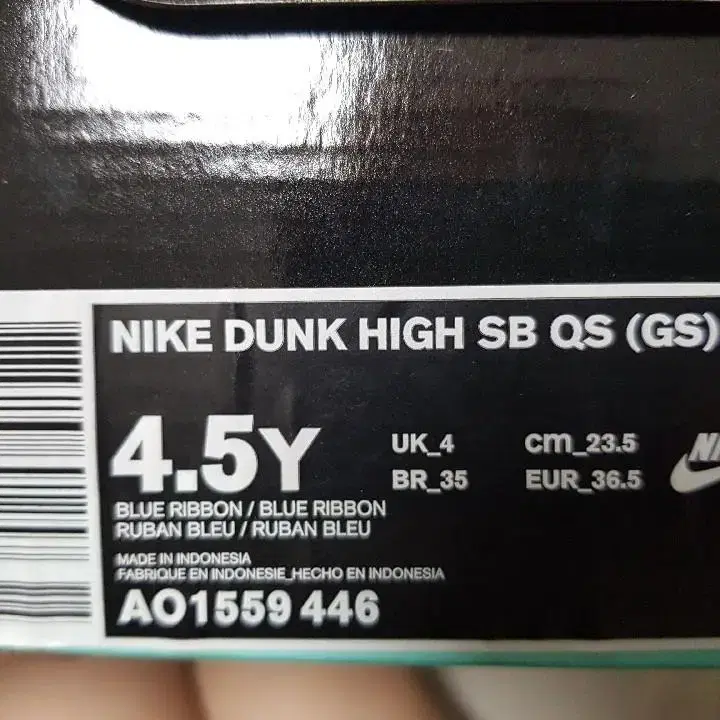 NIKE DUNK HIGH SB QS (GS)
4.5Y
UK_4 cm_23.5
BR_35 EUR_36.5
BLUE RIBBON / BLUE RIBBON
RUBAN BLEU / RUBAN BLEU
MADE IN INDONESIA
FABRIQUE EN INDONESIE_HECHO EN INDONESIA
AO1559 446